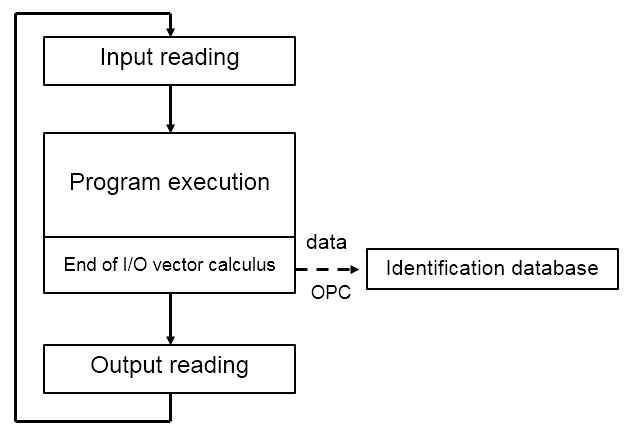 Input reading
Program execution
End of I/O vector calculus
data
OPC
Identification database
Output reading